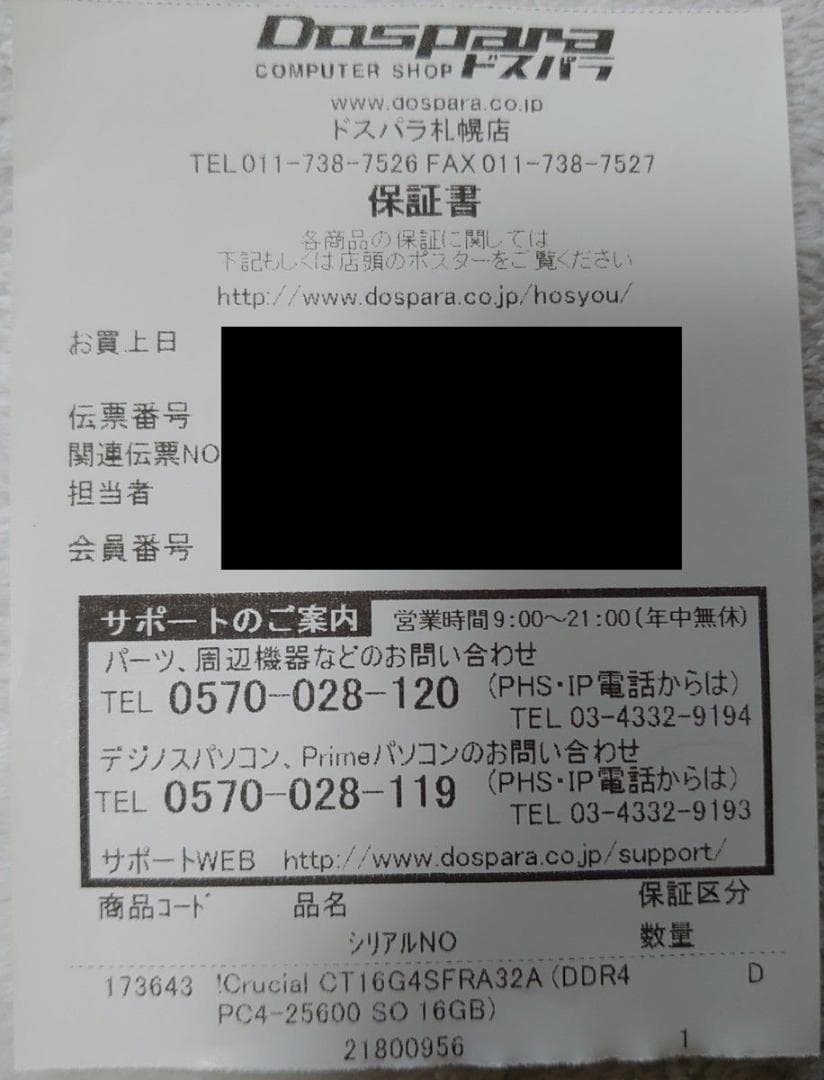 Dospara
COMPUTER SHOP ドスパラ
www.dospara.co.jp
ドスパラ札幌店
TEL011-738-7526 FAX011-738-7527
保証書
各商品の保証に関しては
下記もしくは店頭のポスターをご覧ください
http://www.dospara.co.jp/hosyou/
お買上日
伝票番号
関連伝票NO
担当者
会員番号
サポートのご案内 営業時間9:00～21:00(年中無休)
パーツ、周辺機器などのお問い合わせ
TEL 0570-028-120 (PHS・IP電話からは)
TEL 03-4332-9194
デジノスパソコン、Primeパソコンのお問い合わせ
TEL 0570-028-119 (PHS・IP電話からは)
TEL 03-4332-9193
サポートWEB http://www.dospara.co.jp/support/
商品ｺｰﾄﾞ 品名 保証区分
ｼﾘｱﾙNO 数量
173643 !Crucial CT16G4SFRA32A (DDR4 D
PC4-25600 SO 16GB)
21800956 1